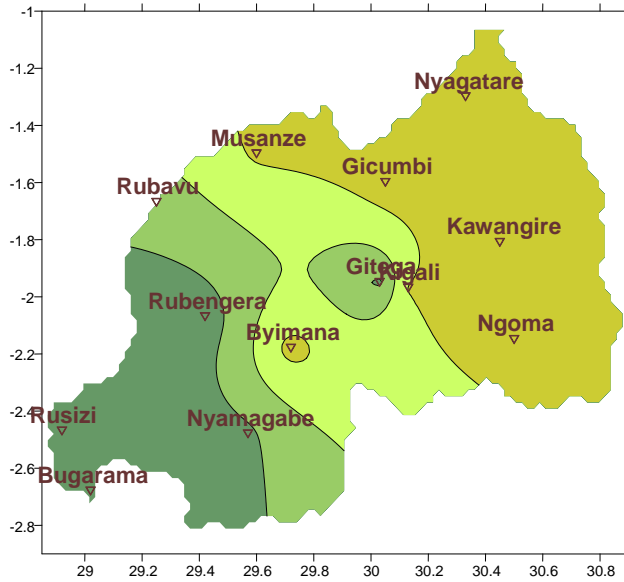 -1
-1.2
Nyagatare
-1.4
Musanze
Gicumbi
-1.6
Rubavu
-1.8
Kawangire
Gitega
Kigali
-2
Rubengera
Ngoma
Byimana
-2.2
-2.4
Rusizi
Nyamagabe
-2.6
Bugarama
-2.8
29 29.2 29.4 29.6 29.8 30 30.2 30.4 30.6 30.8